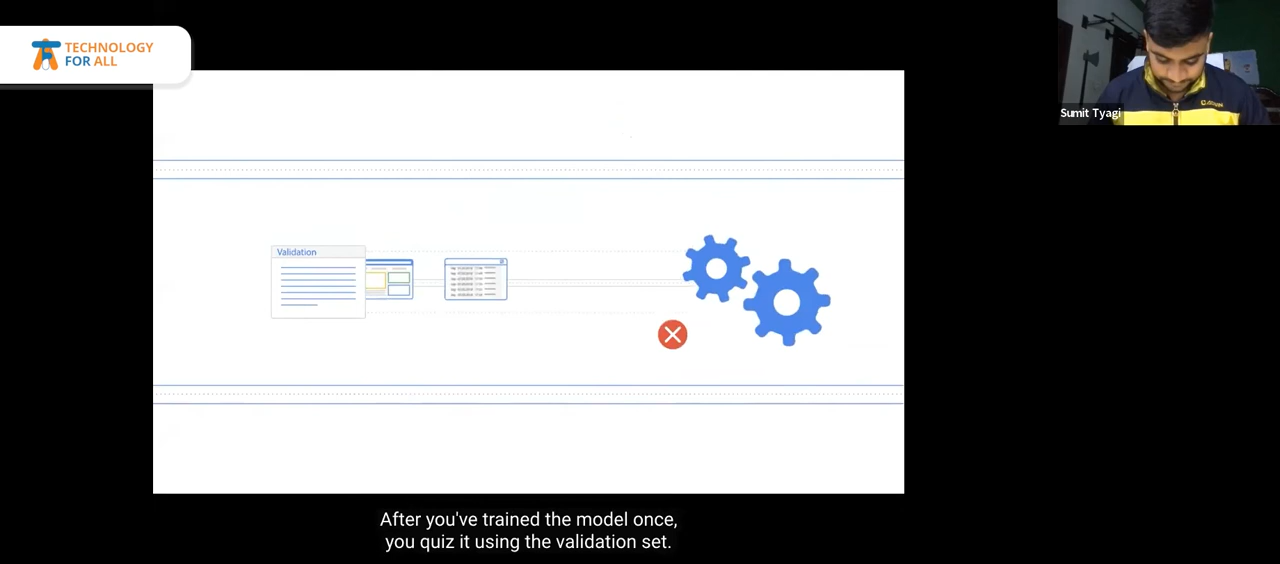 TECHNOLOGY
FOR ALL
Sumit Tyagi
Validation
After you've trained the model once,
you quiz it using the validation set.